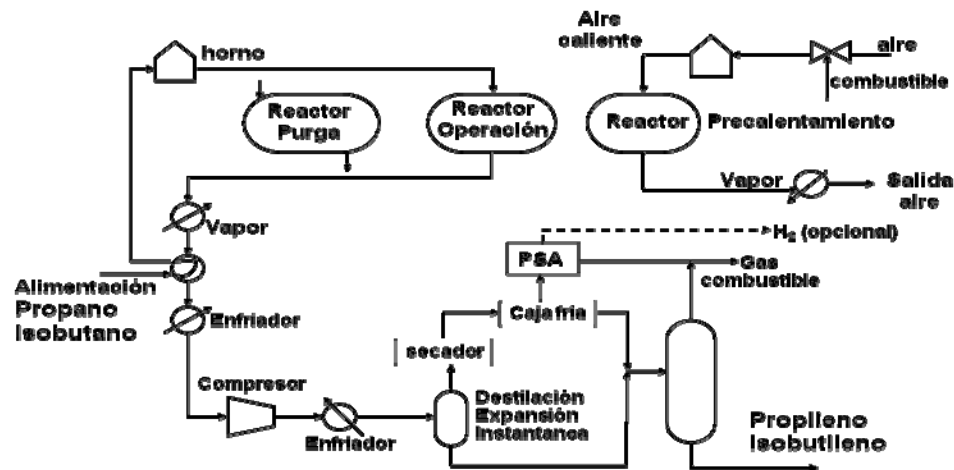 horno
Reactor
Purga
Reactor
Operación
Aire
caliente
aire
combustible
Reactor
Precalentamiento
Vapor
Salida
aire
Vapor
Alimentación
Propano
Isobutano
Enfriador
PSA
H₂ (opcional)
Gas
combustible
Caja fría
secador
Compresor
Enfriador
Destilación
Expansión
Instantanea
Propileno
Isobutileno